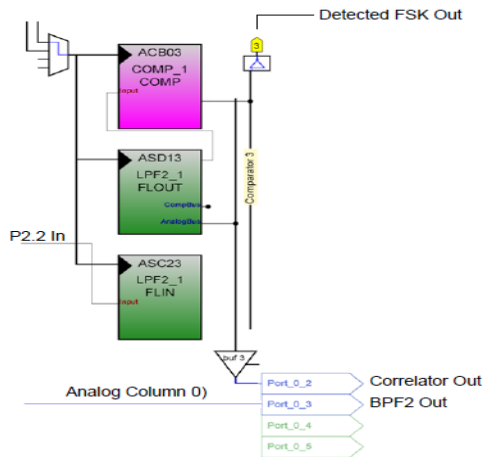 Detected FSK Out
3
ACB03
COMP_1
COMP
Input
ASD13
LPF2_1
FLOUT
CompBus
AnalogBus
Comparator 3
P2.2 In
ASC23
LPF2_1
FLIN
Input
buf 3
Port_0_2
Correlator Out
Analog Column 0)
Port_0_3
BPF2 Out
Port_0_4
Port_0_5